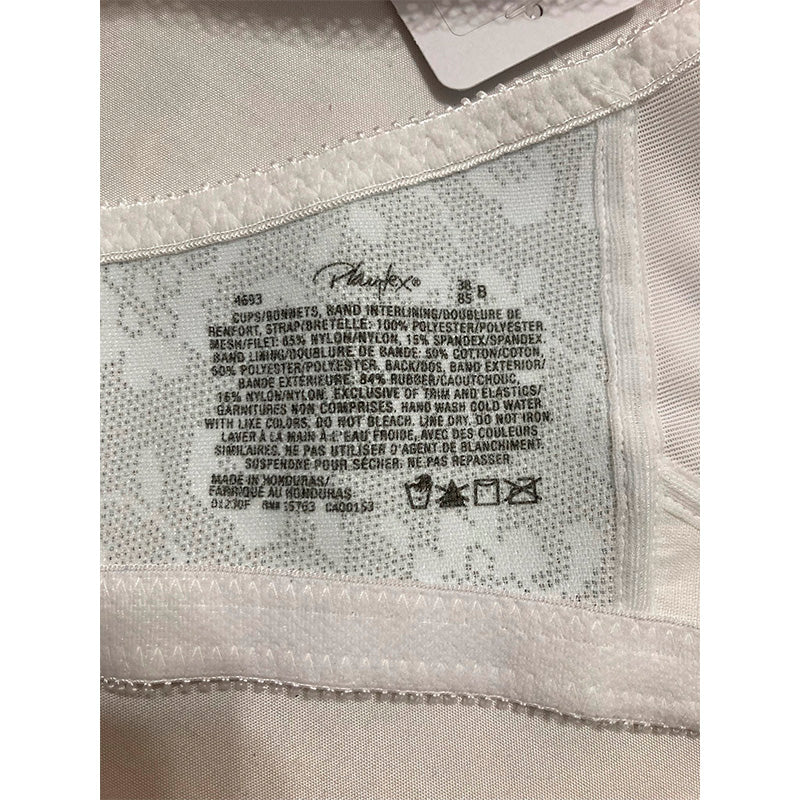 Playtex®
4693 38 85 B
CUPS/BONNETS, BAND INTERLINING/DOUBLURE DE
RENFORT, STRAP/BRETELLE: 100% POLYESTER/POLYESTER.
MESH/FILET: 85% NYLON/NYLON, 15% SPANDEX/SPANDEX.
BAND LINING/DOUBLURE DE BANDE: 50% COTTON/COTON,
50% POLYESTER/POLYESTER, BACK/DOS, BAND EXTERIOR/
BANDE EXTÉRIEURE: 84% RUBBER/CAOUTCHOUC,
16% NYLON/NYLON. EXCLUSIVE OF TRIM AND ELASTICS/
GARNITURES NON COMPRISES. HAND WASH COLD WATER
WITH LIKE COLORS. DO NOT BLEACH. LINE DRY. DO NOT IRON.
LAVER À LA MAIN À L'EAU FROIDE, AVEC DES COULEURS
SIMILAIRES. NE PAS UTILISER D'AGENT DE BLANCHIMENT.
SUSPENDRE POUR SÉCHER. NE PAS REPASSER.
MADE IN HONDURAS/
FABRIQUÉ AU HONDURAS
01230F RN# 15763 CA00153